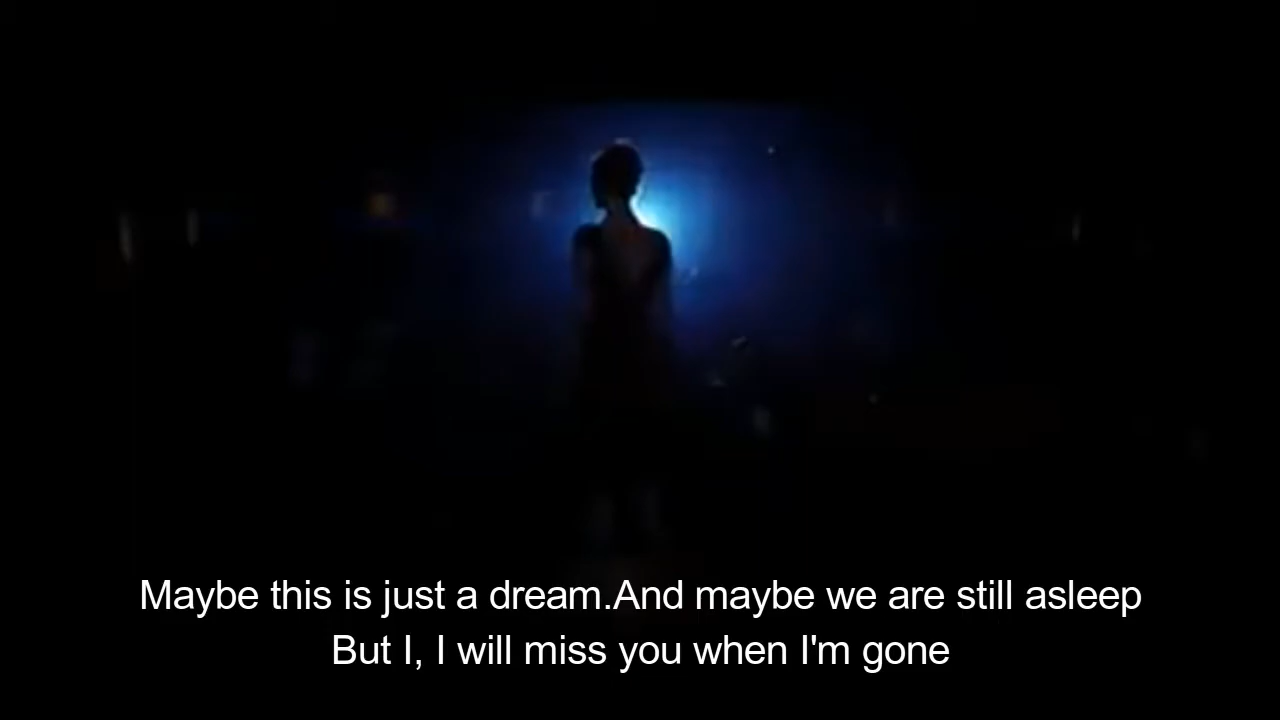 Maybe this is just a dream.And maybe we are still asleep
But I, I will miss you when I'm gone